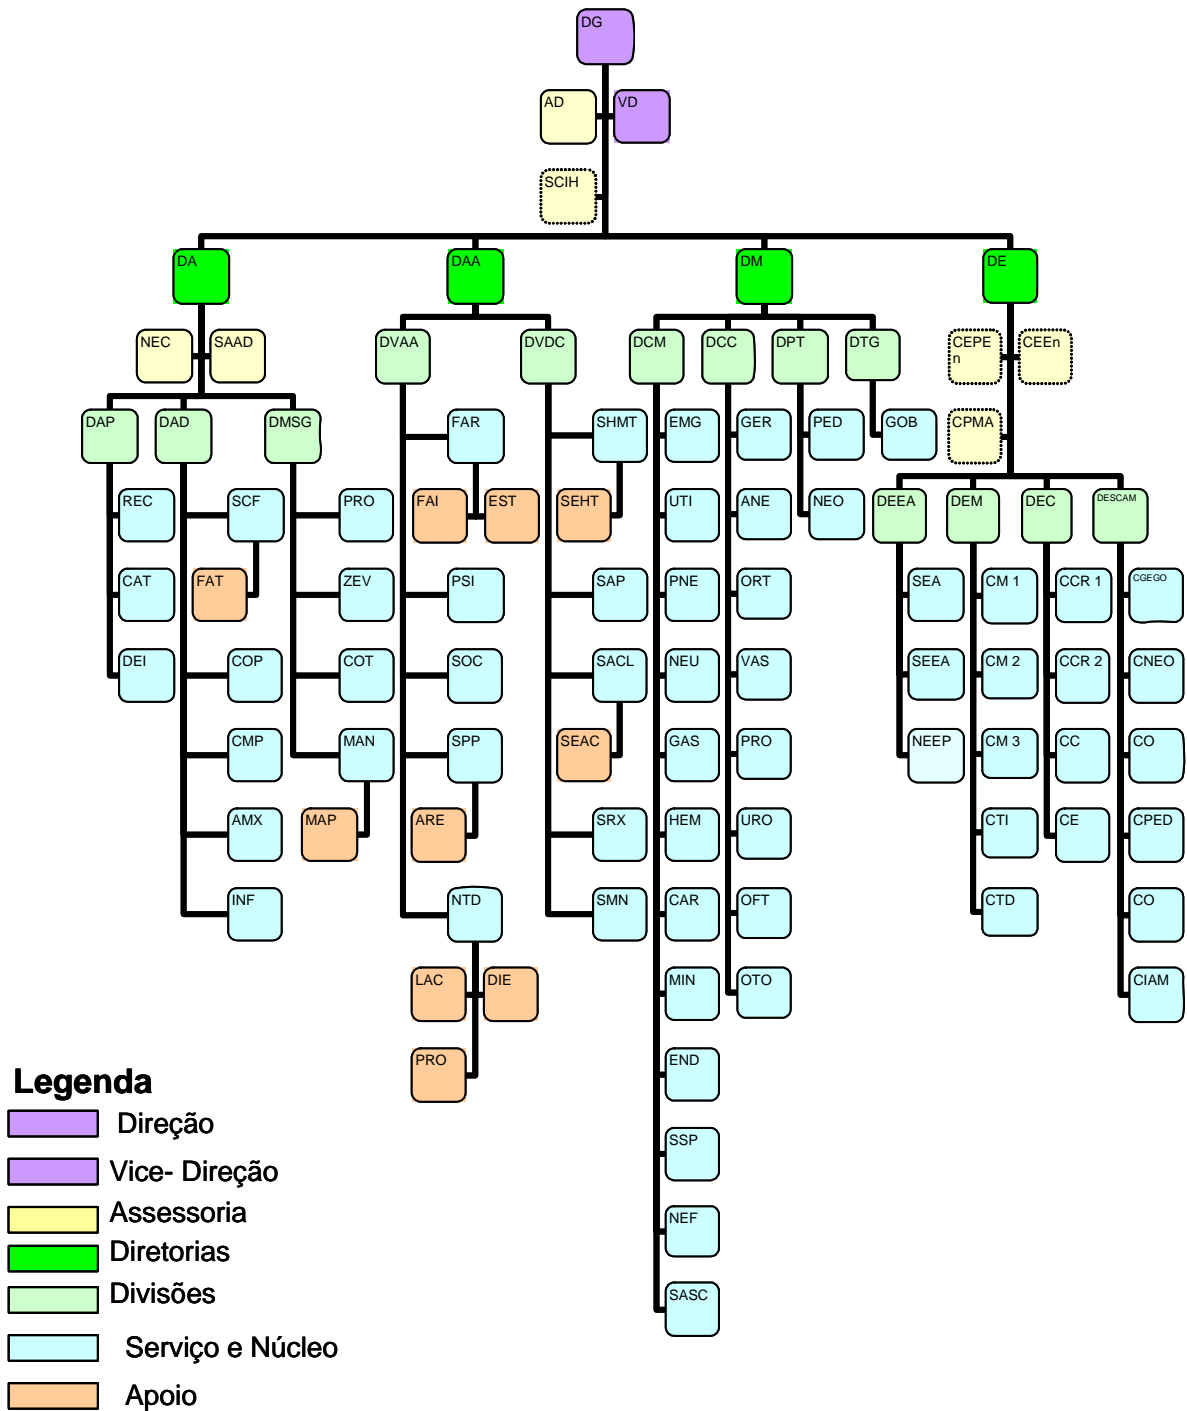 DG
AD
VD
SCIH
DA
DAA
DM
DE
NEC
SAAD
DVAA
DVDC
DCM
DCC
DPT
DTG
CEPE
n
CEEn
DAP
DAD
DMSG
FAR
SHMT
EMG
GER
PED
GOB
CPMA
REC
SCF
PRO
FAI
EST
SEHT
UTI
ANE
NEO
DEEA
DEM
DEC
DESCAM
CAT
FAT
ZEV
PSI
SAP
PNE
ORT
SEA
CM 1
CCR 1
CGEGO
DEI
COP
COT
SOC
SACL
NEU
VAS
SEEA
CM 2
CCR 2
CNEO
CMP
MAN
SPP
SEAC
GAS
PRO
NEEP
CM 3
CC
CO
AMX
MAP
ARE
SRX
HEM
URO
CTI
CE
CPED
INF
NTD
SMN
CAR
OFT
CTD
CO
LAC
DIE
MIN
OTO
CIAM
PRO
END
SSP
NEF
SASC
Legenda
Direção
Vice- Direção
Assessoria
Diretorias
Divisões
Serviço e Núcleo
Apoio